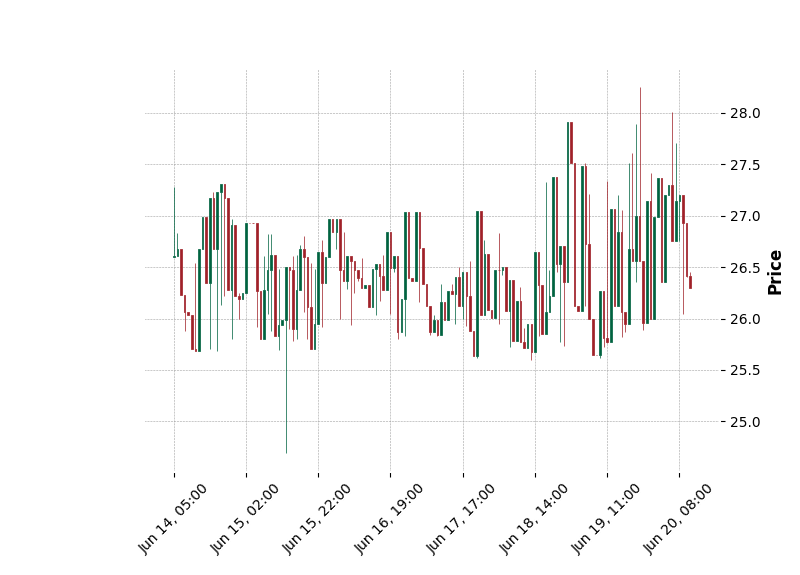 28.0
27.5
27.0
26.5
26.0
25.5
25.0
Price
Jun 14, 05:00
Jun 15, 02:00
Jun 15, 22:00
Jun 16, 19:00
Jun 17, 17:00
Jun 18, 14:00
Jun 19, 11:00
Jun 20, 08:00